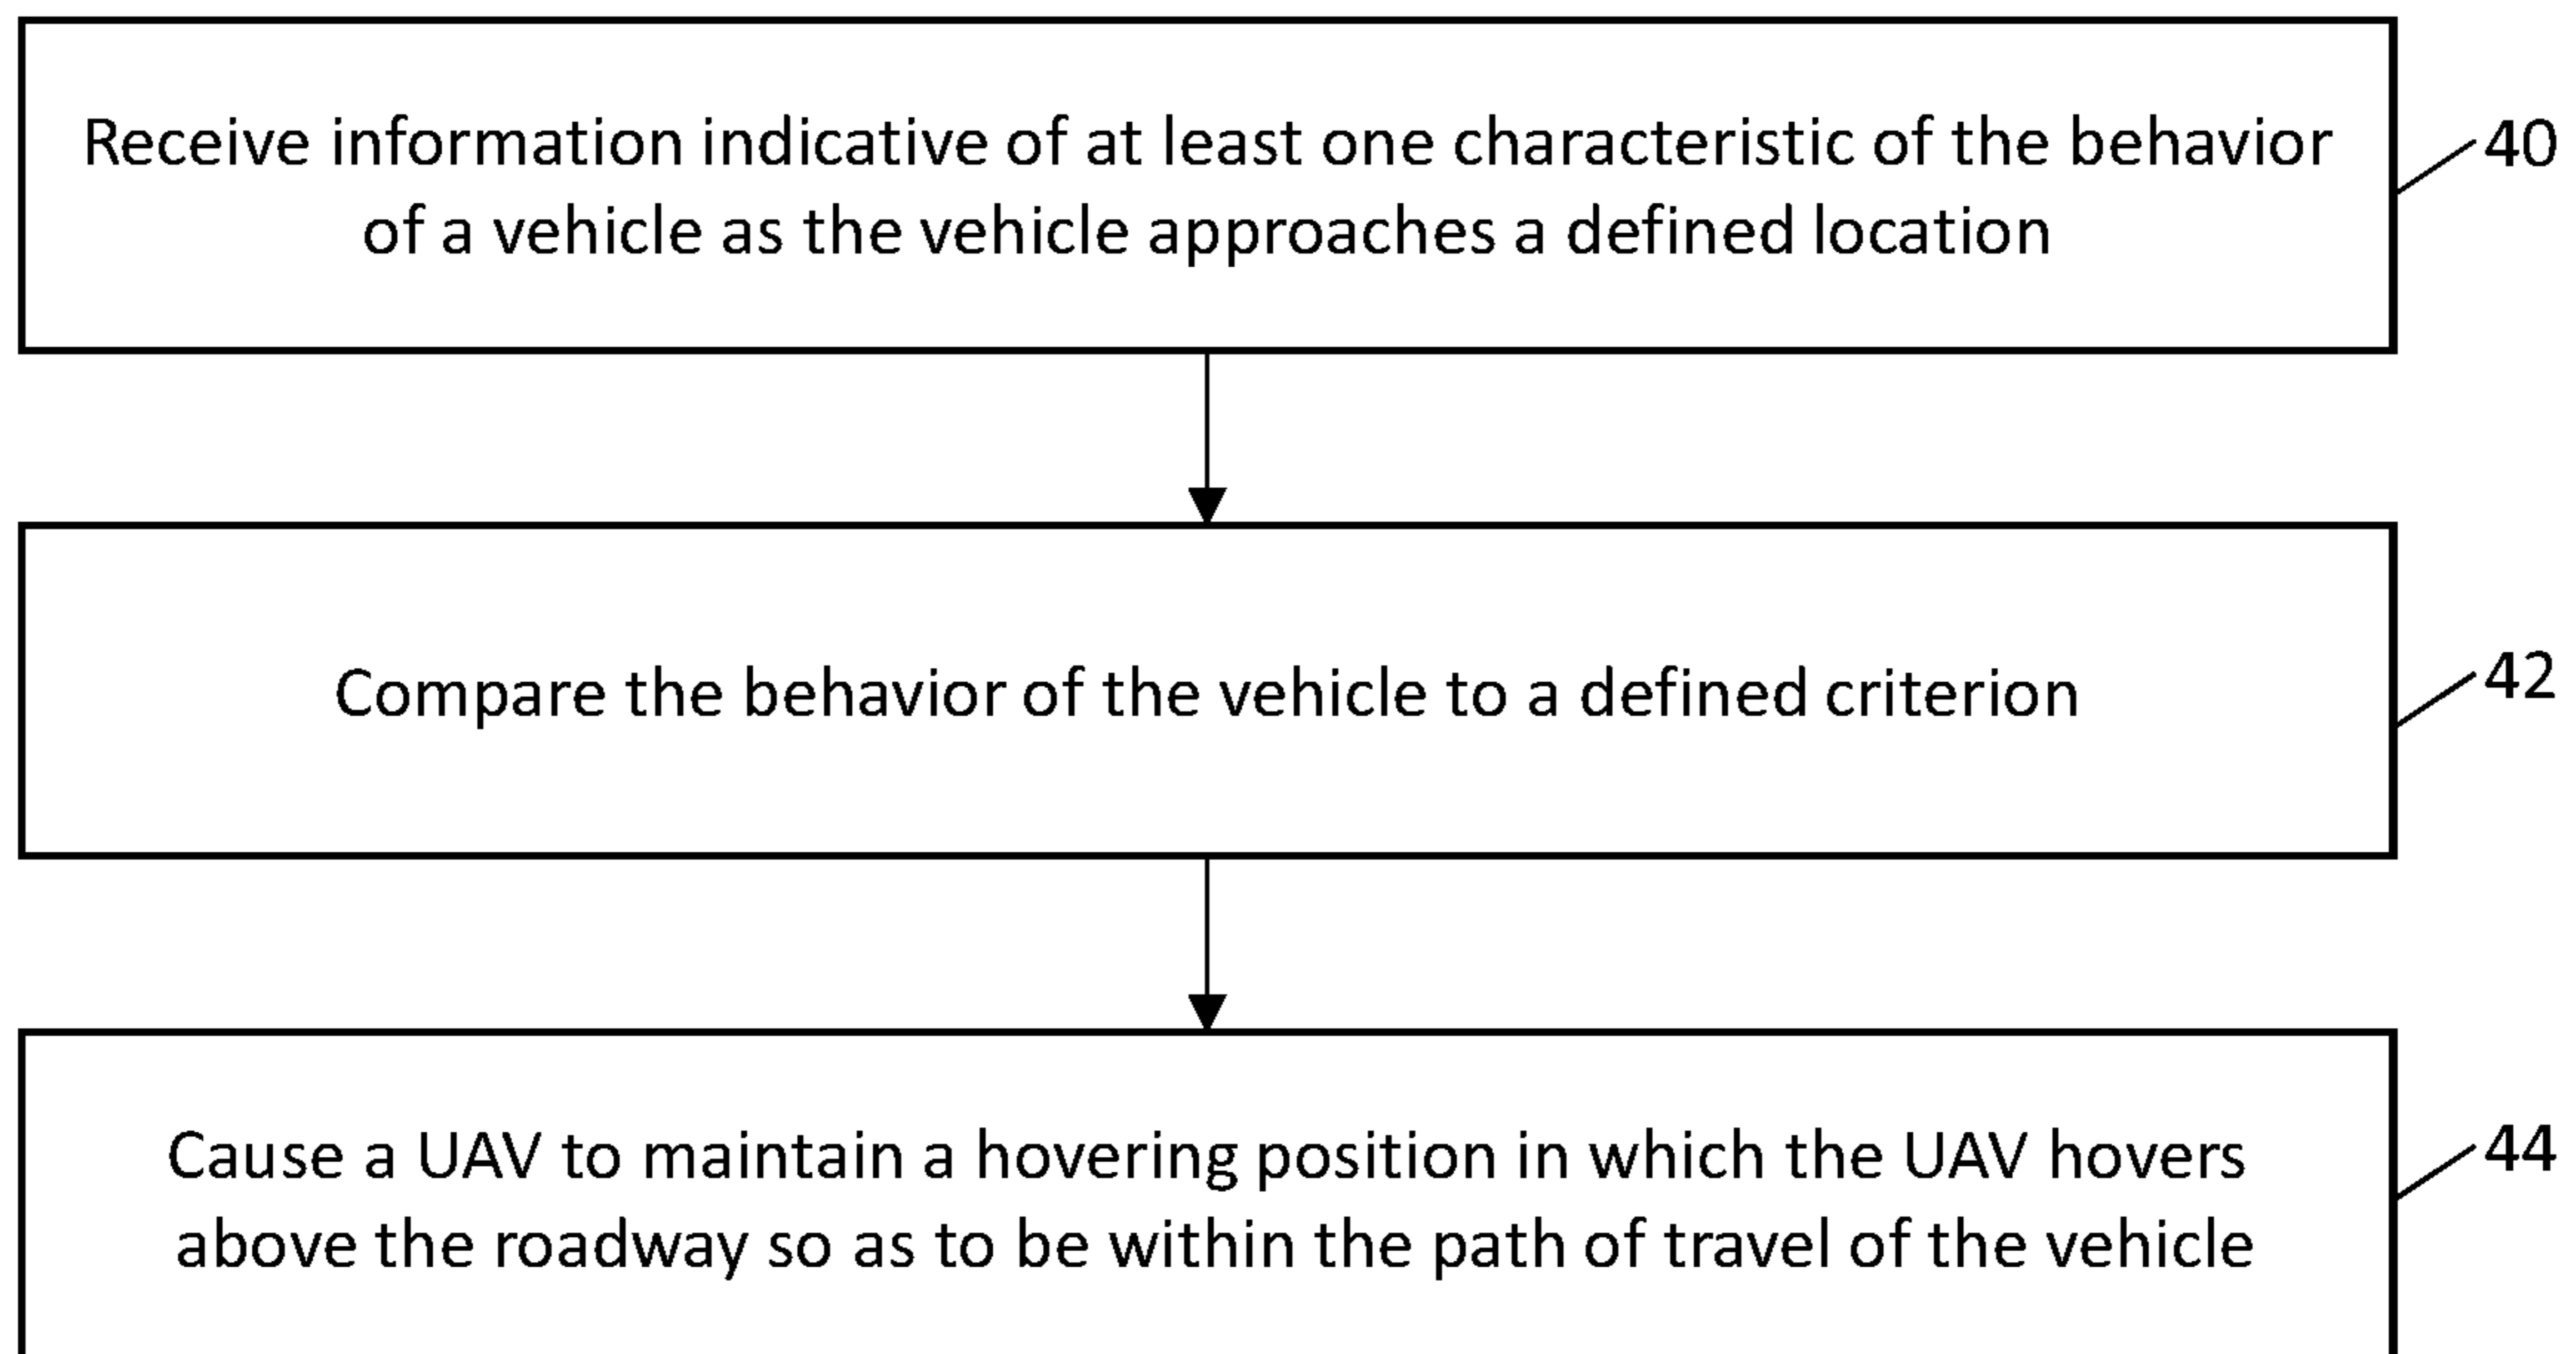 Receive information indicative of at least one characteristic of the behavior
of a vehicle as the vehicle approaches a defined location
40
Compare the behavior of the vehicle to a defined criterion
42
Cause a UAV to maintain a hovering position in which the UAV hovers
above the roadway so as to be within the path of travel of the vehicle
44